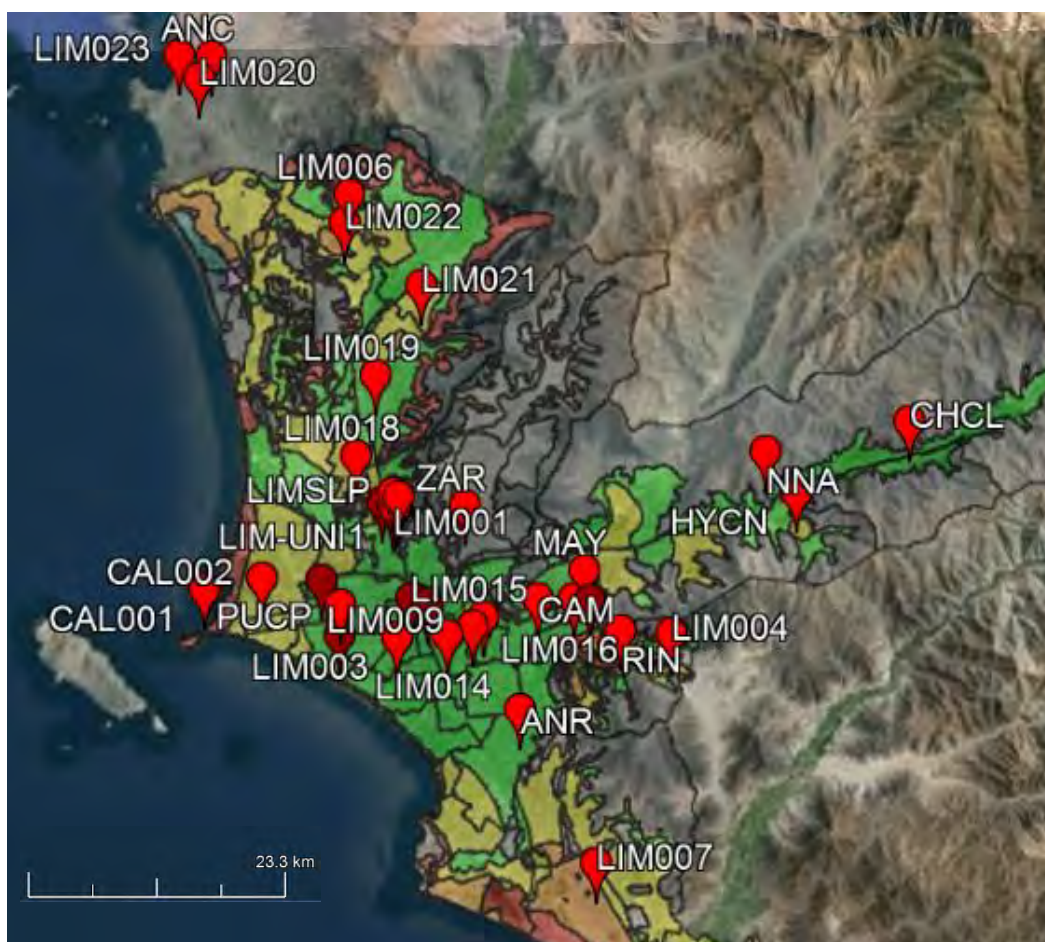 ANC
LIM023
LIM020
LIM006
LIM022
LIM021
LIM019
CHCL
LIM018
ZAR
LIMSLP
NNA
LIM001
HYCN
LIM-UNI1
MAY
CAL002
LIM015
CAL001
PUCP
CAM
LIM009
LIM004
LIM016
RIN
LIM003
LIM014
ANR
LIM007
23.3 km